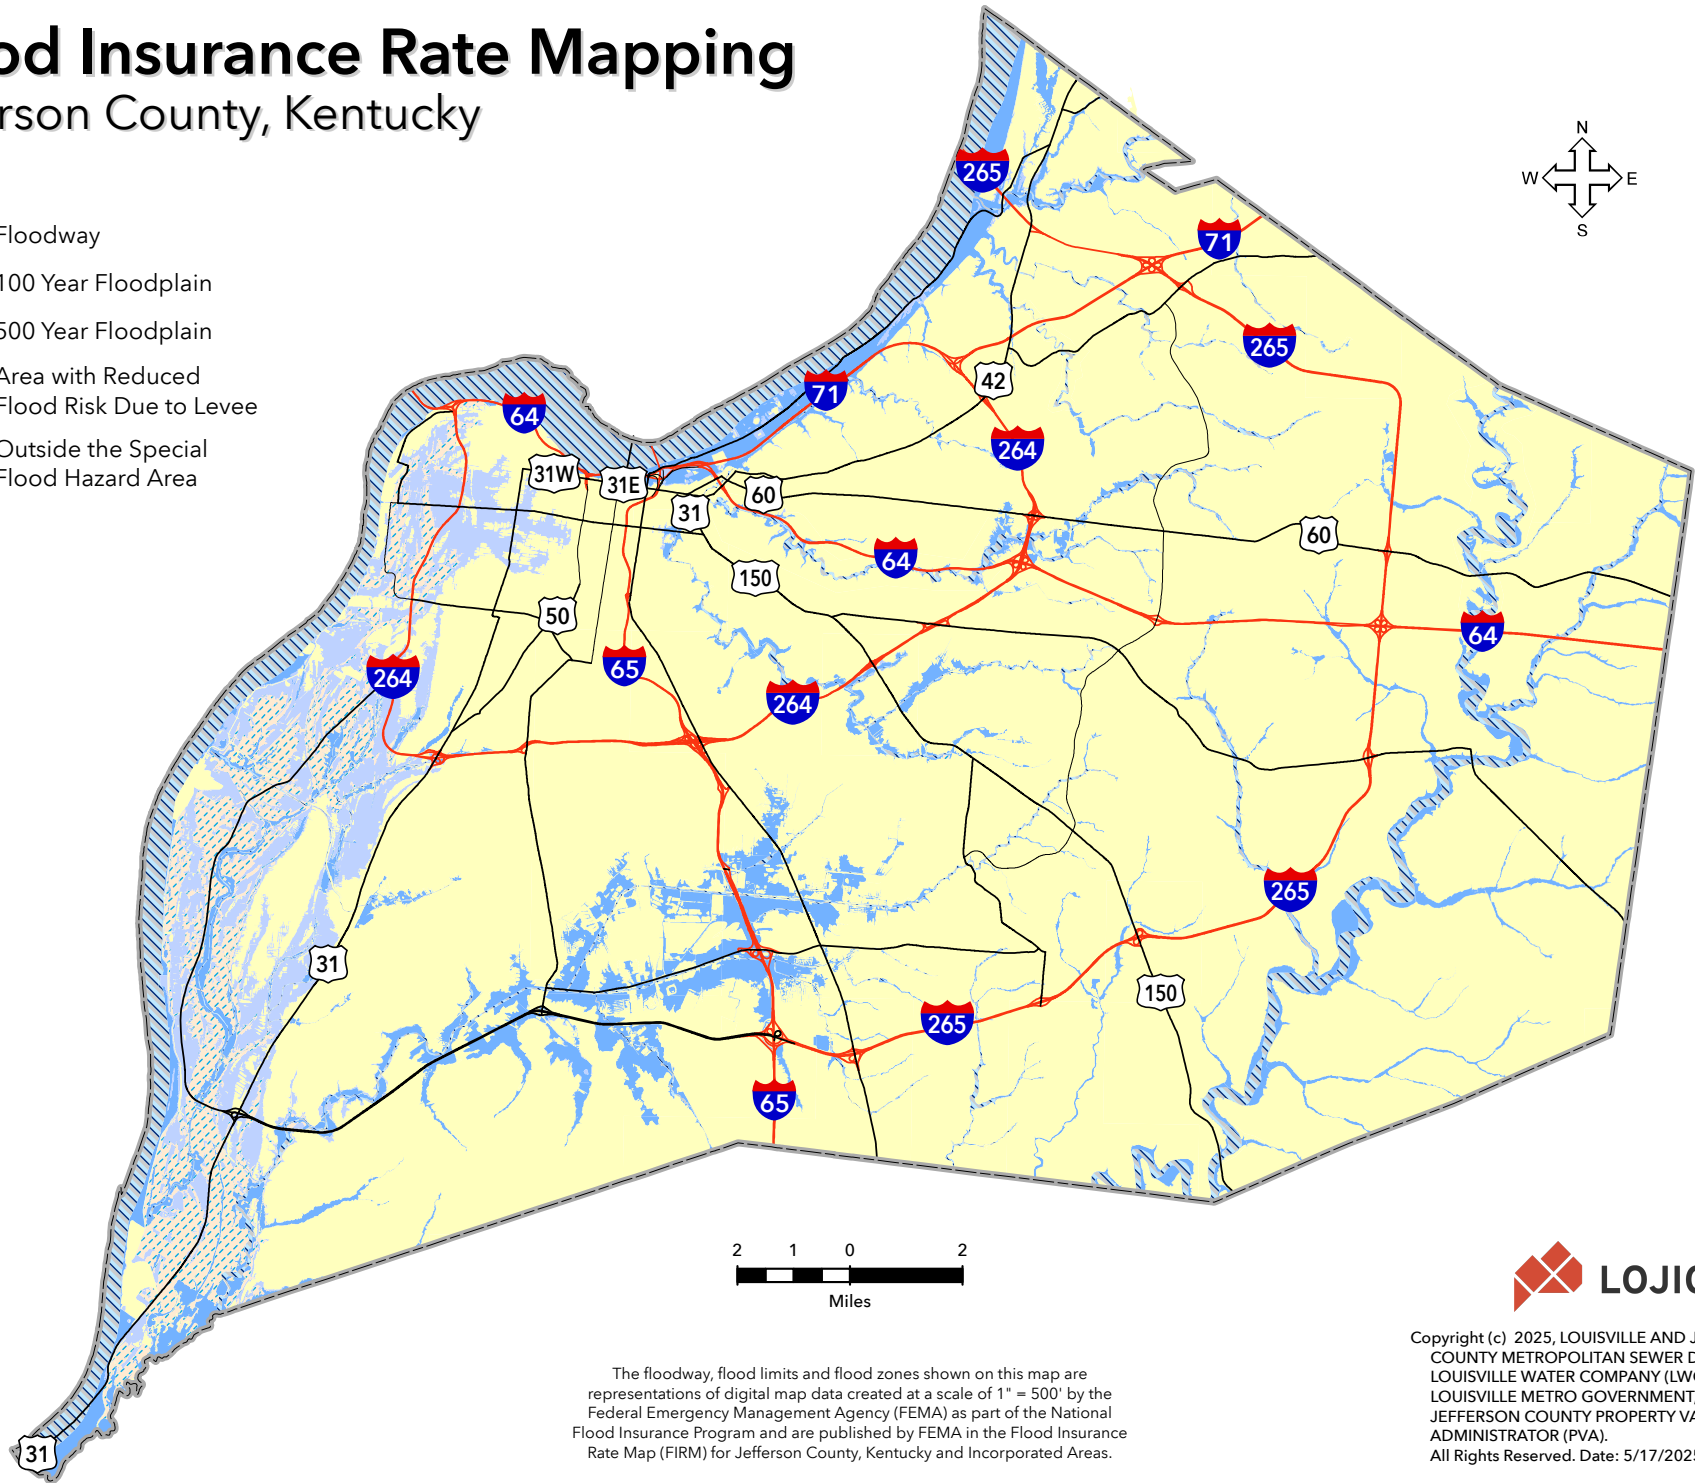 od Insurance Rate Mapping
rson County, Kentucky
Floodway
100 Year Floodplain
500 Year Floodplain
Area with Reduced
Flood Risk Due to Levee
Outside the Special
Flood Hazard Area
N
W E
S
265
71
265
71
42
64
264
31W
31E
60
31
60
64
150
50
64
65
264
264
265
31
150
265
65
31
2 1 0 2
Miles
The floodway, flood limits and flood zones shown on this map are
representations of digital map data created at a scale of 1" = 500' by the
Federal Emergency Management Agency (FEMA) as part of the National
Flood Insurance Program and are published by FEMA in the Flood Insurance
Rate Map (FIRM) for Jefferson County, Kentucky and Incorporated Areas.
LOJIC
Copyright (c) 2025, LOUISVILLE AND J
COUNTY METROPOLITAN SEWER D
LOUISVILLE WATER COMPANY (LW
LOUISVILLE METRO GOVERNMENT,
JEFFERSON COUNTY PROPERTY VA
ADMINISTRATOR (PVA).
All Rights Reserved. Date: 5/17/2025